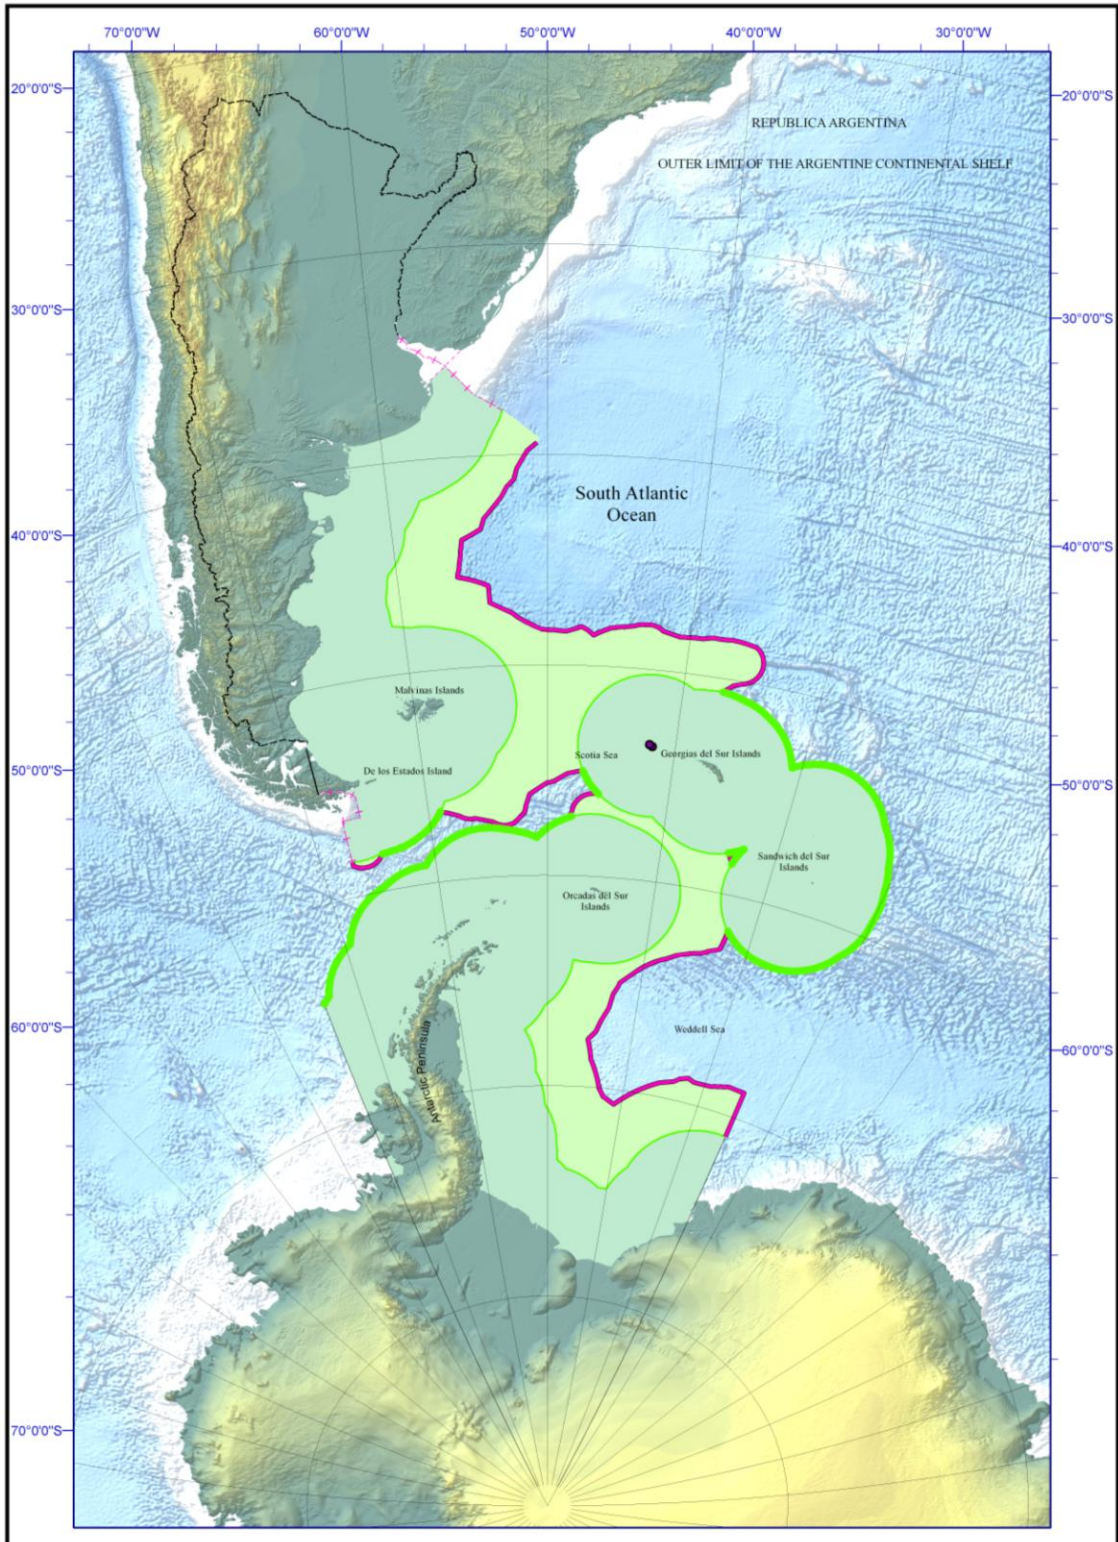 70°0'0"W
60°0'0"W
50°0'0"W
40°0'0"W
30°0'0"W
20°0'0"S
20°0'0"S
REPUBLICA ARGENTINA
OUTER LIMIT OF THE ARGENTINE CONTINENTAL SHELF
30°0'0"S
30°0'0"S
South Atlantic
Ocean
40°0'0"S
40°0'0"S
Malvinas Islands
Scotia Sea
Georgias del Sur Islands
De los Estados Island
50°0'0"S
50°0'0"S
Sandwich del Sur
Islands
Orcadas del Sur
Islands
60°0'0"S
Weddell Sea
60°0'0"S
Antarctic Peninsula
70°0'0"S